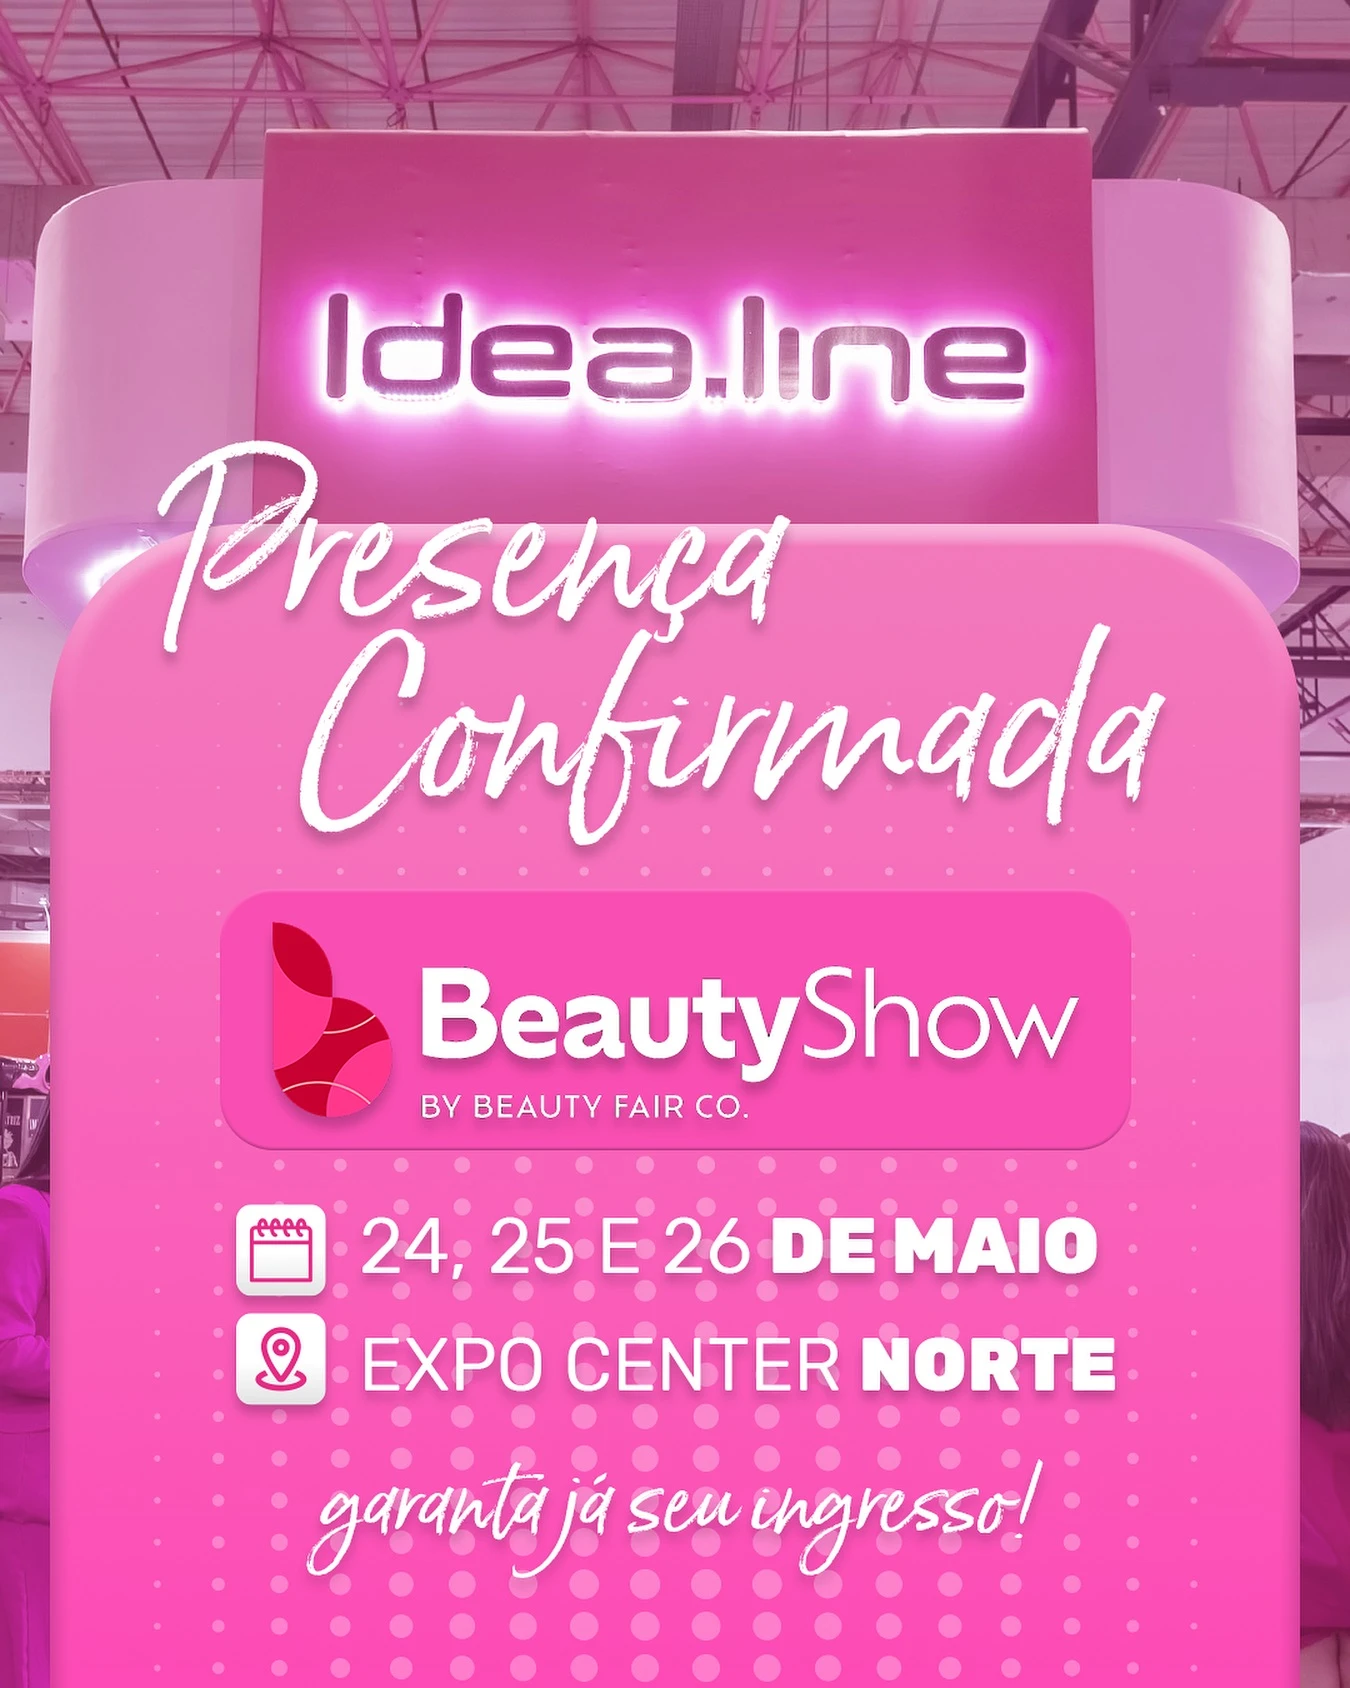 Idea.line
Presença
Confirmada
BeautyShow
BY BEAUTY FAIR CO.
24, 25 E 26 DE MAIO
EXPO CENTER NORTE
garanta já seu ingresso!